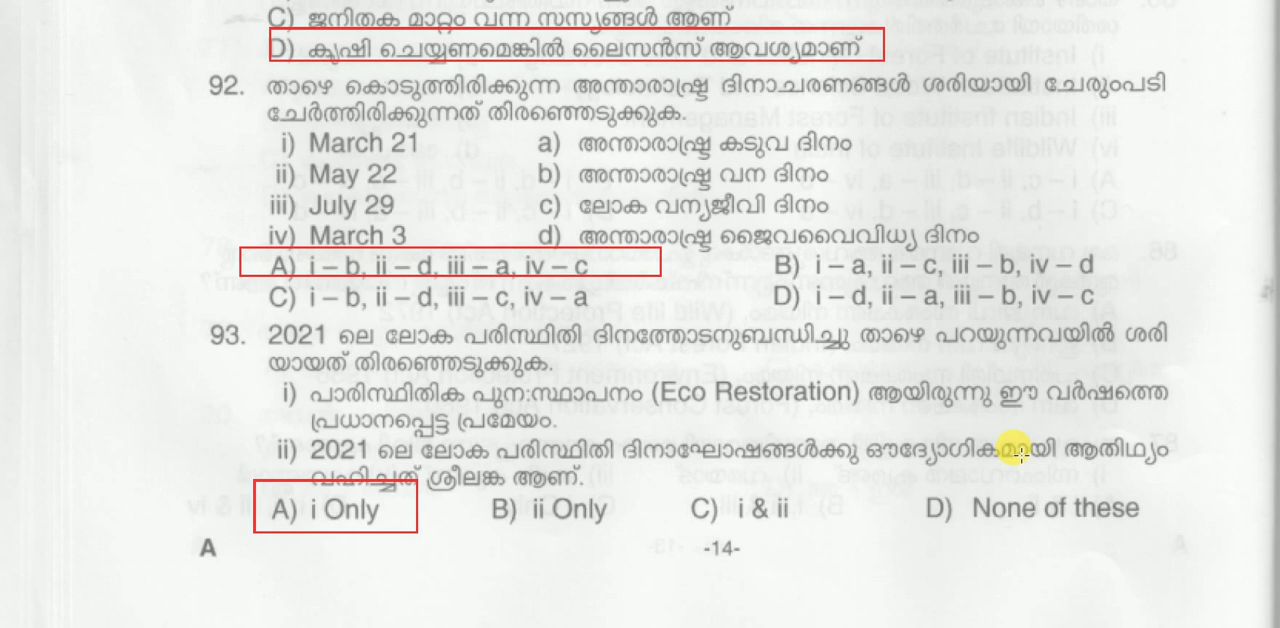 C) ജനിതക മാറ്റം വന്ന സസ്യങ്ങൾ ആണ്
D) കൃഷി ചെയ്യണമെങ്കിൽ ലൈസൻസ് ആവശ്യമാണ്
92. താഴെ കൊടുത്തിരിക്കുന്ന അന്താരാഷ്ട്ര ദിനാചരണങ്ങൾ ശരിയായി ചേരുംപടി
ചേർത്തിരിക്കുന്നത് തിരഞ്ഞെടുക്കുക.
i) March 21 a) അന്താരാഷ്ട്ര കടുവ ദിനം
ii) May 22 b) അന്താരാഷ്ട്ര വന ദിനം
iii) July 29 c) ലോക വന്യജീവി ദിനം
iv) March 3 d) അന്താരാഷ്ട്ര ജൈവവൈവിധ്യ ദിനം
A) i – b, ii – d, iii – a, iv – c B) i – a, ii – c, iii – b, iv – d
C) i – b, ii – d, iii – c, iv – a D) i – d, ii – a, iii – b, iv – c
93. 2021 ലെ ലോക പരിസ്ഥിതി ദിനത്തോടനുബന്ധിച്ചു താഴെ പറയുന്നവയിൽ ശരി
യായത് തിരഞ്ഞെടുക്കുക.
i) പാരിസ്ഥിതിക പുന:സ്ഥാപനം (Eco Restoration) ആയിരുന്നു ഈ വർഷത്തെ
പ്രധാനപ്പെട്ട പ്രമേയം.
ii) 2021 ലെ ലോക പരിസ്ഥിതി ദിനാഘോഷങ്ങൾക്കു ഔദ്യോഗികമായി ആതിഥ്യം
വഹിച്ചത് ശ്രീലങ്ക ആണ്.
A) i Only B) ii Only C) i & ii D) None of these
A -14-